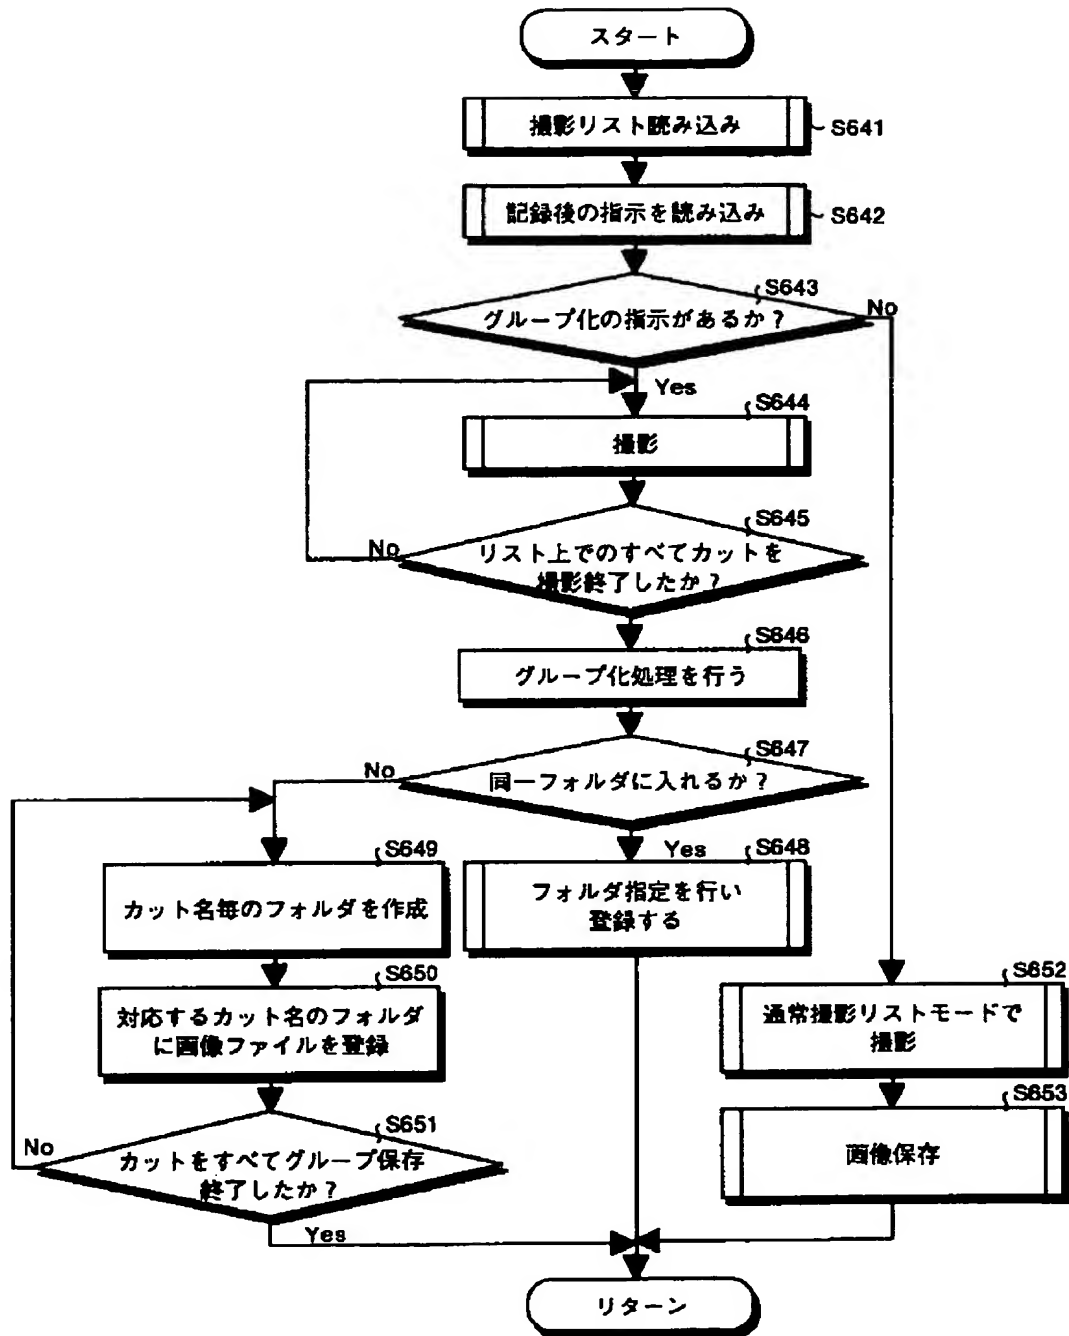 スタート
撮影リスト読み込み
S641
記録後の指示を読み込み
S642
S643
グループ化の指示があるか？
No
Yes
S644
撮影
S645
No
リスト上でのすべてカットを
撮影終了したか？
S646
グループ化処理を行う
S647
No
同一フォルダに入れるか？
Yes
S648
フォルダ指定を行い
登録する
S649
カット名毎のフォルダを作成
S650
対応するカット名のフォルダ
に画像ファイルを登録
S651
No
カットをすべてグループ保存
終了したか？
Yes
S652
通常撮影リストモードで
撮影
S653
画像保存
リターン